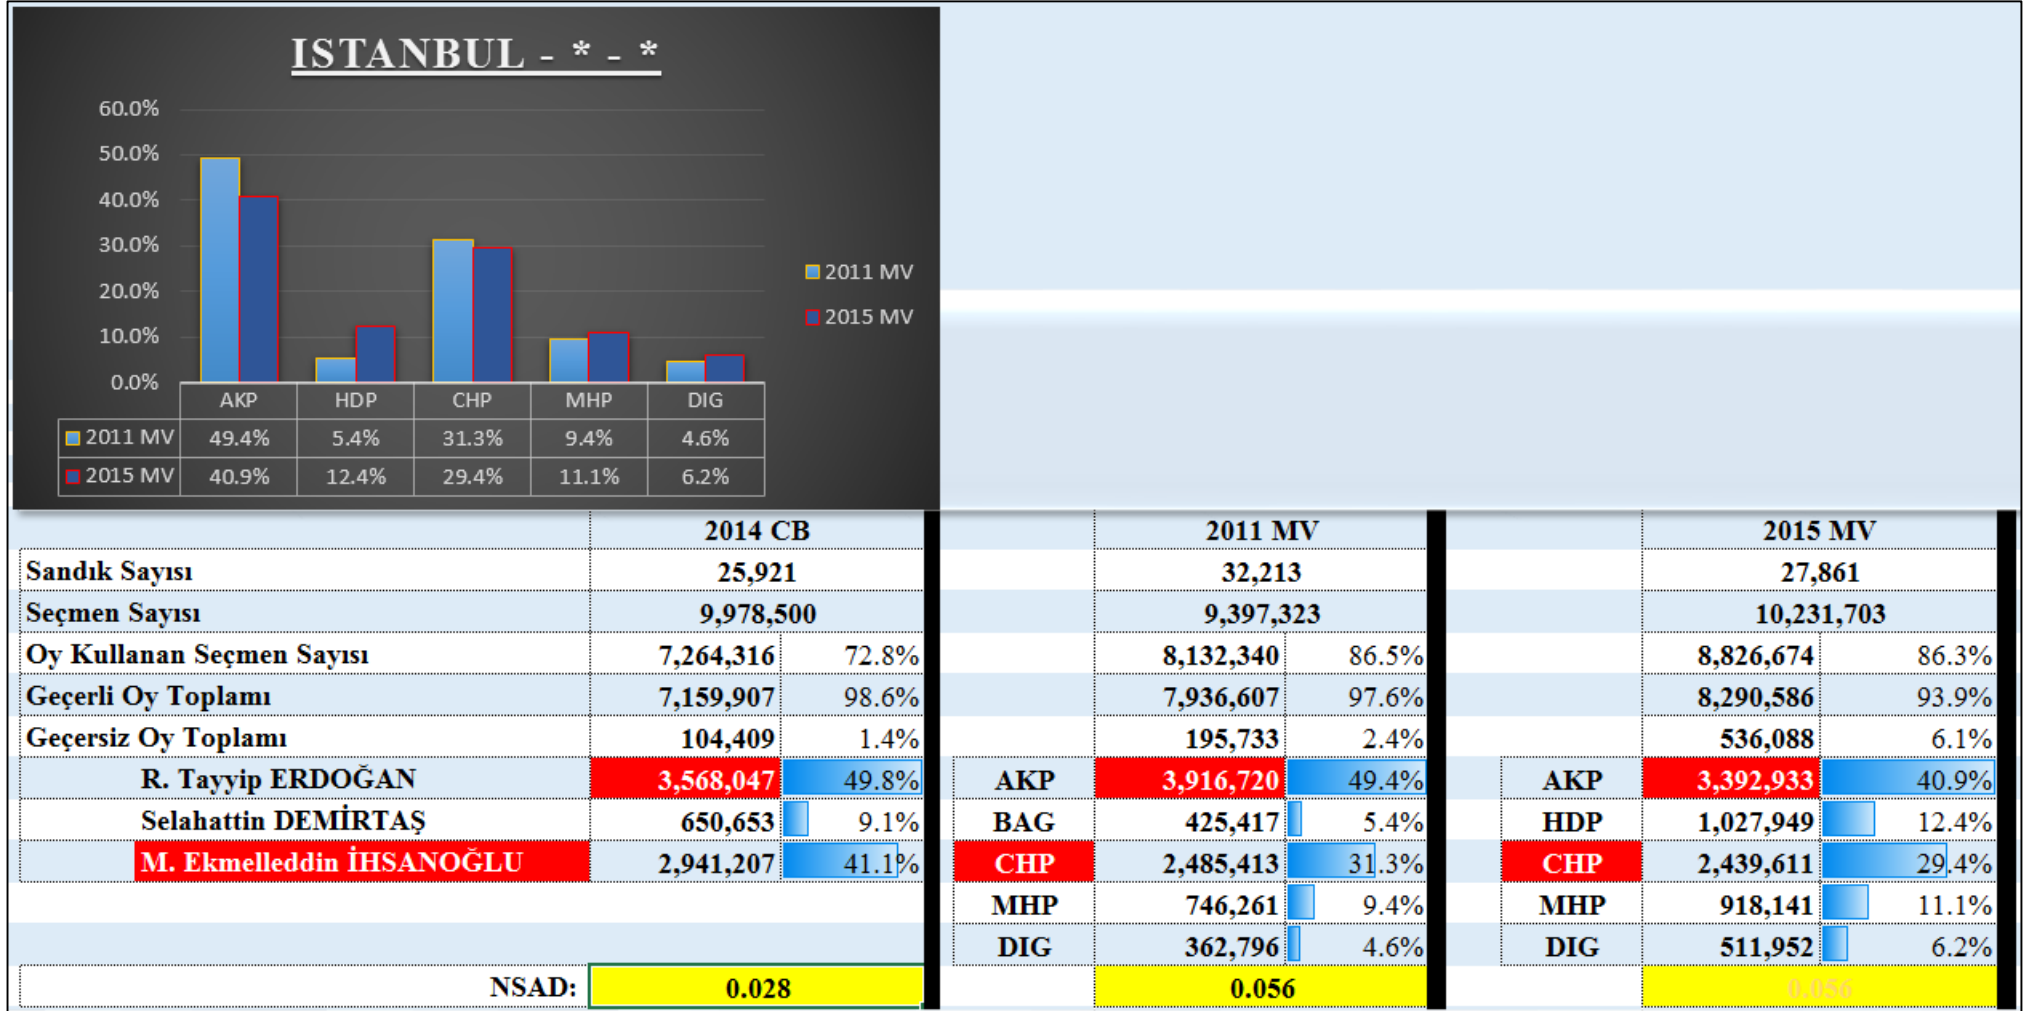 ISTANBUL - * - *
60.0%
50.0%
40.0%
30.0%
20.0%
10.0%
0.0%
2011 MV
2015 MV
AKP HDP CHP MHP DIG
2011 MV 49.4% 5.4% 31.3% 9.4% 4.6%
2015 MV 40.9% 12.4% 29.4% 11.1% 6.2%
2014 CB 2011 MV 2015 MV
Sandık Sayısı 25,921 32,213 27,861
Seçmen Sayısı 9,978,500 9,397,323 10,231,703
Oy Kullanan Seçmen Sayısı 7,264,316 72.8% 8,132,340 86.5% 8,826,674 86.3%
Geçerli Oy Toplamı 7,159,907 98.6% 7,936,607 97.6% 8,290,586 93.9%
Geçersiz Oy Toplamı 104,409 1.4% 195,733 2.4% 536,088 6.1%
R. Tayyip ERDOĞAN 3,568,047 49.8% AKP 3,916,720 49.4% AKP 3,392,933 40.9%
Selahattin DEMİRTAŞ 650,653 9.1% BAG 425,417 5.4% HDP 1,027,949 12.4%
M. Ekmelleddin İHSANOĞLU 2,941,207 41.1% CHP 2,485,413 31.3% CHP 2,439,611 29.4%
MHP 746,261 9.4% MHP 918,141 11.1%
DIG 362,796 4.6% DIG 511,952 6.2%
NSAD: 0.028 0.056 0.056